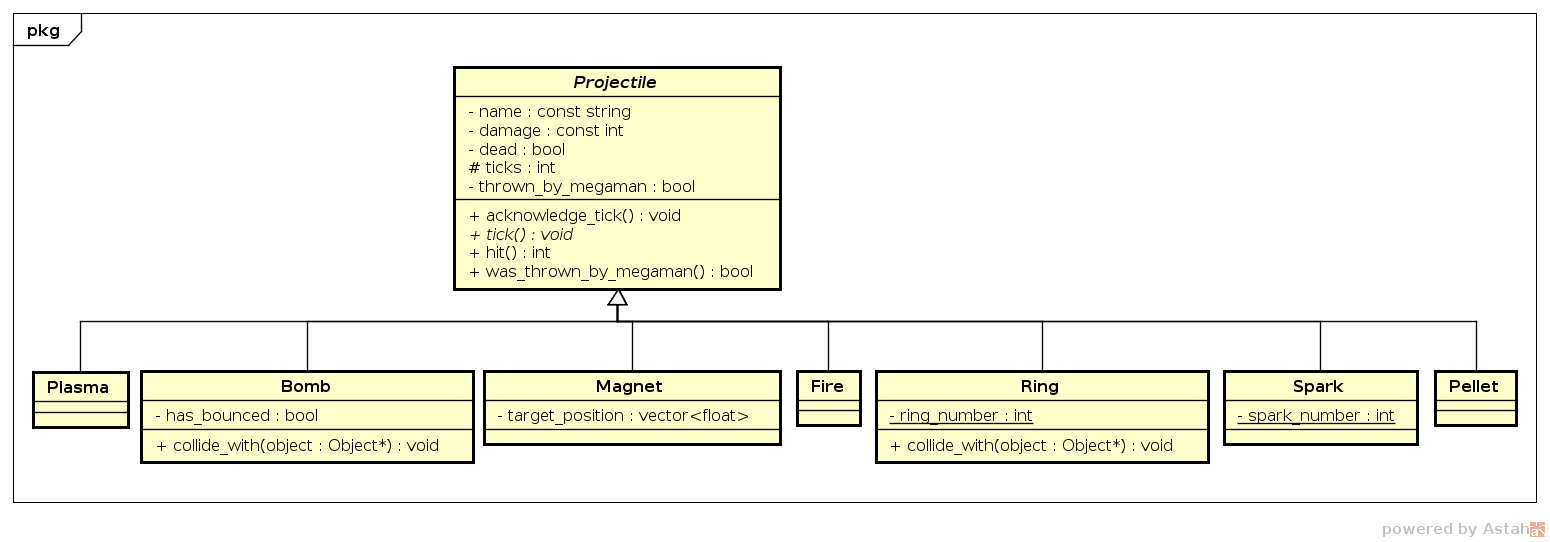 pkg
Projectile
- name : const string
- damage : const int
- dead : bool
# ticks : int
- thrown_by_megaman : bool
+ acknowledge_tick() : void
+ tick() : void
+ hit() : int
+ was_thrown_by_megaman() : bool
Plasma
Bomb
- has_bounced : bool
+ collide_with(object : Object*) : void
Magnet
- target_position : vector<float>
Fire
Ring
- ring_number : int
+ collide_with(object : Object*) : void
Spark
- spark_number : int
Pellet
powered by Astah